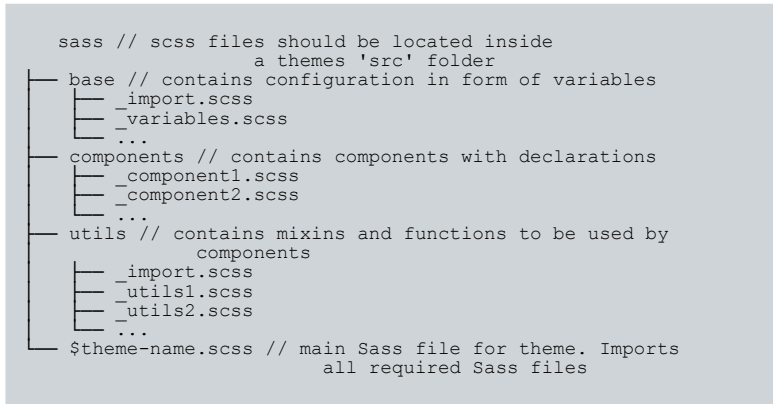 sass // scss files should be located inside
a themes 'src' folder
├── base // contains configuration in form of variables
│   ├── _import.scss
│   ├── _variables.scss
│   └── ...
├── components // contains components with declarations
│   ├── _component1.scss
│   ├── _component2.scss
│   └── ...
├── utils // contains mixins and functions to be used by
│             components
│   ├── _import.scss
│   ├── _utils1.scss
│   ├── _utils2.scss
│   └── ...
└── $theme-name.scss // main Sass file for theme. Imports
all required Sass files